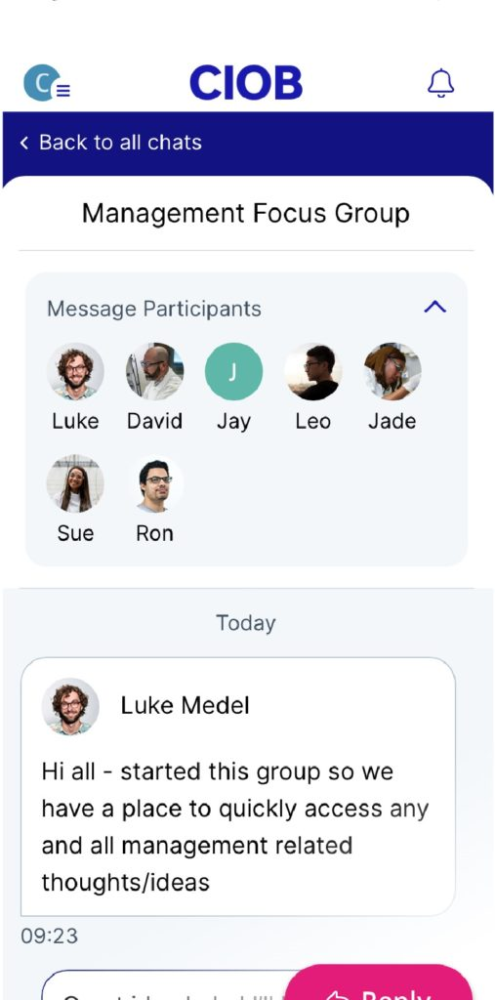 C
CIOB
Back to all chats
Management Focus Group
Message Participants
J
Luke David Jay Leo Jade
Sue Ron
Today
Luke Medel
Hi all - started this group so we
have a place to quickly access any
and all management related
thoughts/ideas
09:23
Reply